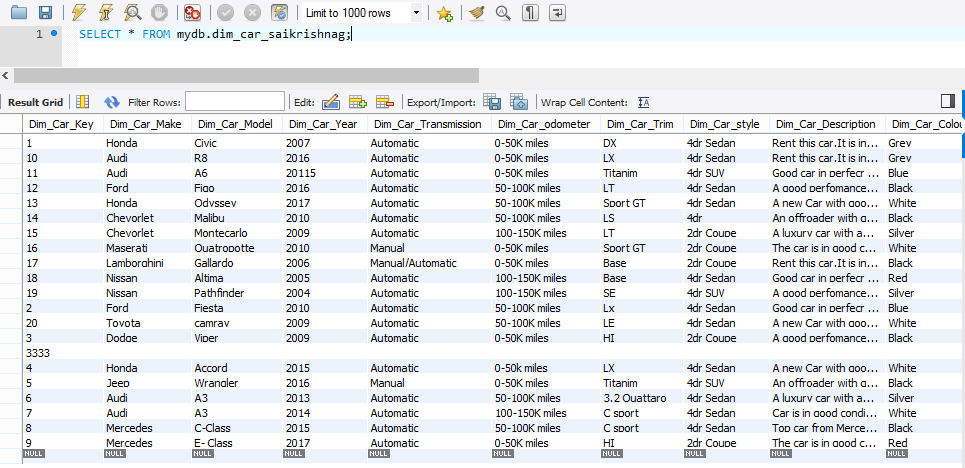 Limit to 1000 rows
1 SELECT * FROM mydb.dim_car_saikrishnag;
Result Grid Filter Rows: Edit: Export/Import: Wrap Cell Content:
Dim_Car_Key Dim_Car_Make Dim_Car_Model Dim_Car_Year Dim_Car_Transmission Dim_Car_odometer Dim_Car_Trim Dim_Car_style Dim_Car_Description Dim_Car_Colou
1 Honda Civic 2007 Automatic 0-50K miles DX 4dr Sedan Rent this car.It is in... Grey
10 Audi R8 2016 Automatic 0-50K miles LX 4dr Sedan Rent this car.It is in... Grey
11 Audi A6 20115 Automatic 0-50K miles Titanim 4dr SUV Good car in perfecr ... Blue
12 Ford Figo 2016 Automatic 50-100K miles LT 4dr Sedan A good perfomance... Black
13 Honda Odyssey 2017 Automatic 50-100K miles Sport GT 4dr Sedan A new Car with goo... White
14 Chevorlet Malibu 2010 Automatic 50-100K miles LS 4dr An offroader with a... Black
15 Chevorlet Montecarlo 2009 Automatic 100-150K miles LT 2dr Coupe A luxury car with a... Silver
16 Maserati Quatropotte 2010 Manual 0-50K miles Sport GT 2dr Coupe The car is in good c... White
17 Lamborghini Gallardo 2006 Manual/Automatic 0-50K miles Base 2dr Coupe Rent this car.It is in... Black
18 Nissan Altima 2005 Automatic 100-150K miles Base 4dr Sedan Good car in perfecr ... Red
19 Nissan Pathfinder 2004 Automatic 100-150K miles SE 4dr SUV A good perfomance... Silver
2 Ford Fiesta 2010 Automatic 50-100K miles Lx 4dr Sedan Good car in perfecr ... Blue
20 Toyota camray 2009 Automatic 50-100K miles LE 4dr Sedan A new Car with goo... White
3 Dodge Viper 2009 Automatic 50-100K miles HI 2dr Coupe A good perfomance... Black
3333
4 Honda Accord 2015 Automatic 0-50k miles LX 4dr Sedan A new Car with goo... White
5 Jeep Wrangler 2016 Manual 0-50K miles Titanim 4dr SUV An offroader with a... Black
6 Audi A3 2013 Automatic 50-100K miles 3.2 Quattaro 4dr Sedan A luxury car with a... Silver
7 Audi A3 2014 Automatic 100-150K miles C sport 4dr Sedan Car is in good condi... White
8 Mercedes C-Class 2015 Automatic 50-100K miles C sport 4dr Sedan Top car from Merce... Black
9 Mercedes E- Class 2017 Automatic 0-50K miles HI 2dr Coupe The car is in good c... Red
NULL NULL NULL NULL NULL NULL NULL NULL NULL NULL